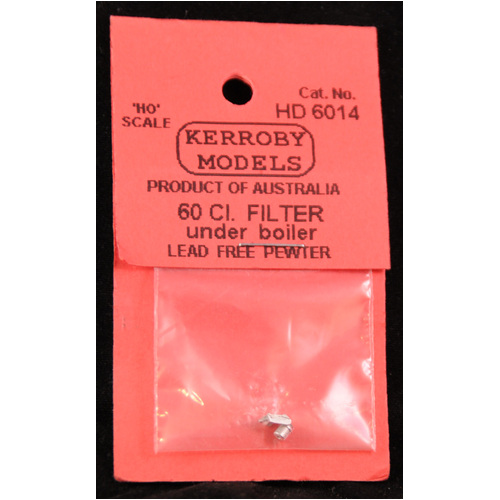 'HO'
SCALE
Cat. No.
HD 6014
KERROBY
MODELS
PRODUCT OF AUSTRALIA
60 Cl. FILTER
under boiler
LEAD FREE PEWTER